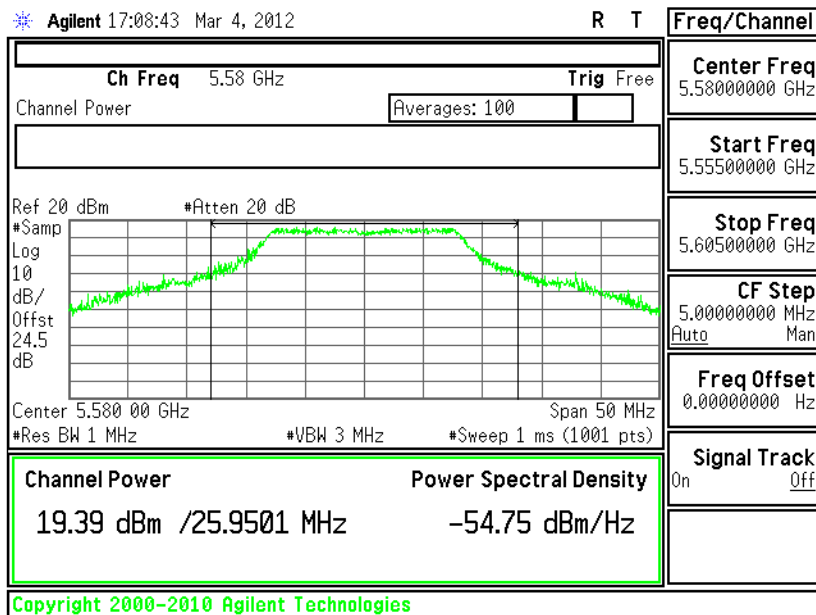 Agilent 17:08:43 Mar 4, 2012 R T
Freq/Channel
Ch Freq 5.58 GHz Trig Free
Channel Power Averages: 100
Ref 20 dBm #Atten 20 dB
#Samp
Log
10
dB/
Offst
24.5
dB
Center 5.580 00 GHz Span 50 MHz
#Res BW 1 MHz #VBW 3 MHz #Sweep 1 ms (1001 pts)
Channel Power Power Spectral Density
19.39 dBm /25.9501 MHz -54.75 dBm/Hz
Center Freq
5.58000000 GHz
Start Freq
5.55500000 GHz
Stop Freq
5.60500000 GHz
CF Step
5.00000000 MHz
Auto Man
Freq Offset
0.00000000 Hz
Signal Track
On Off
Copyright 2000-2010 Agilent Technologies